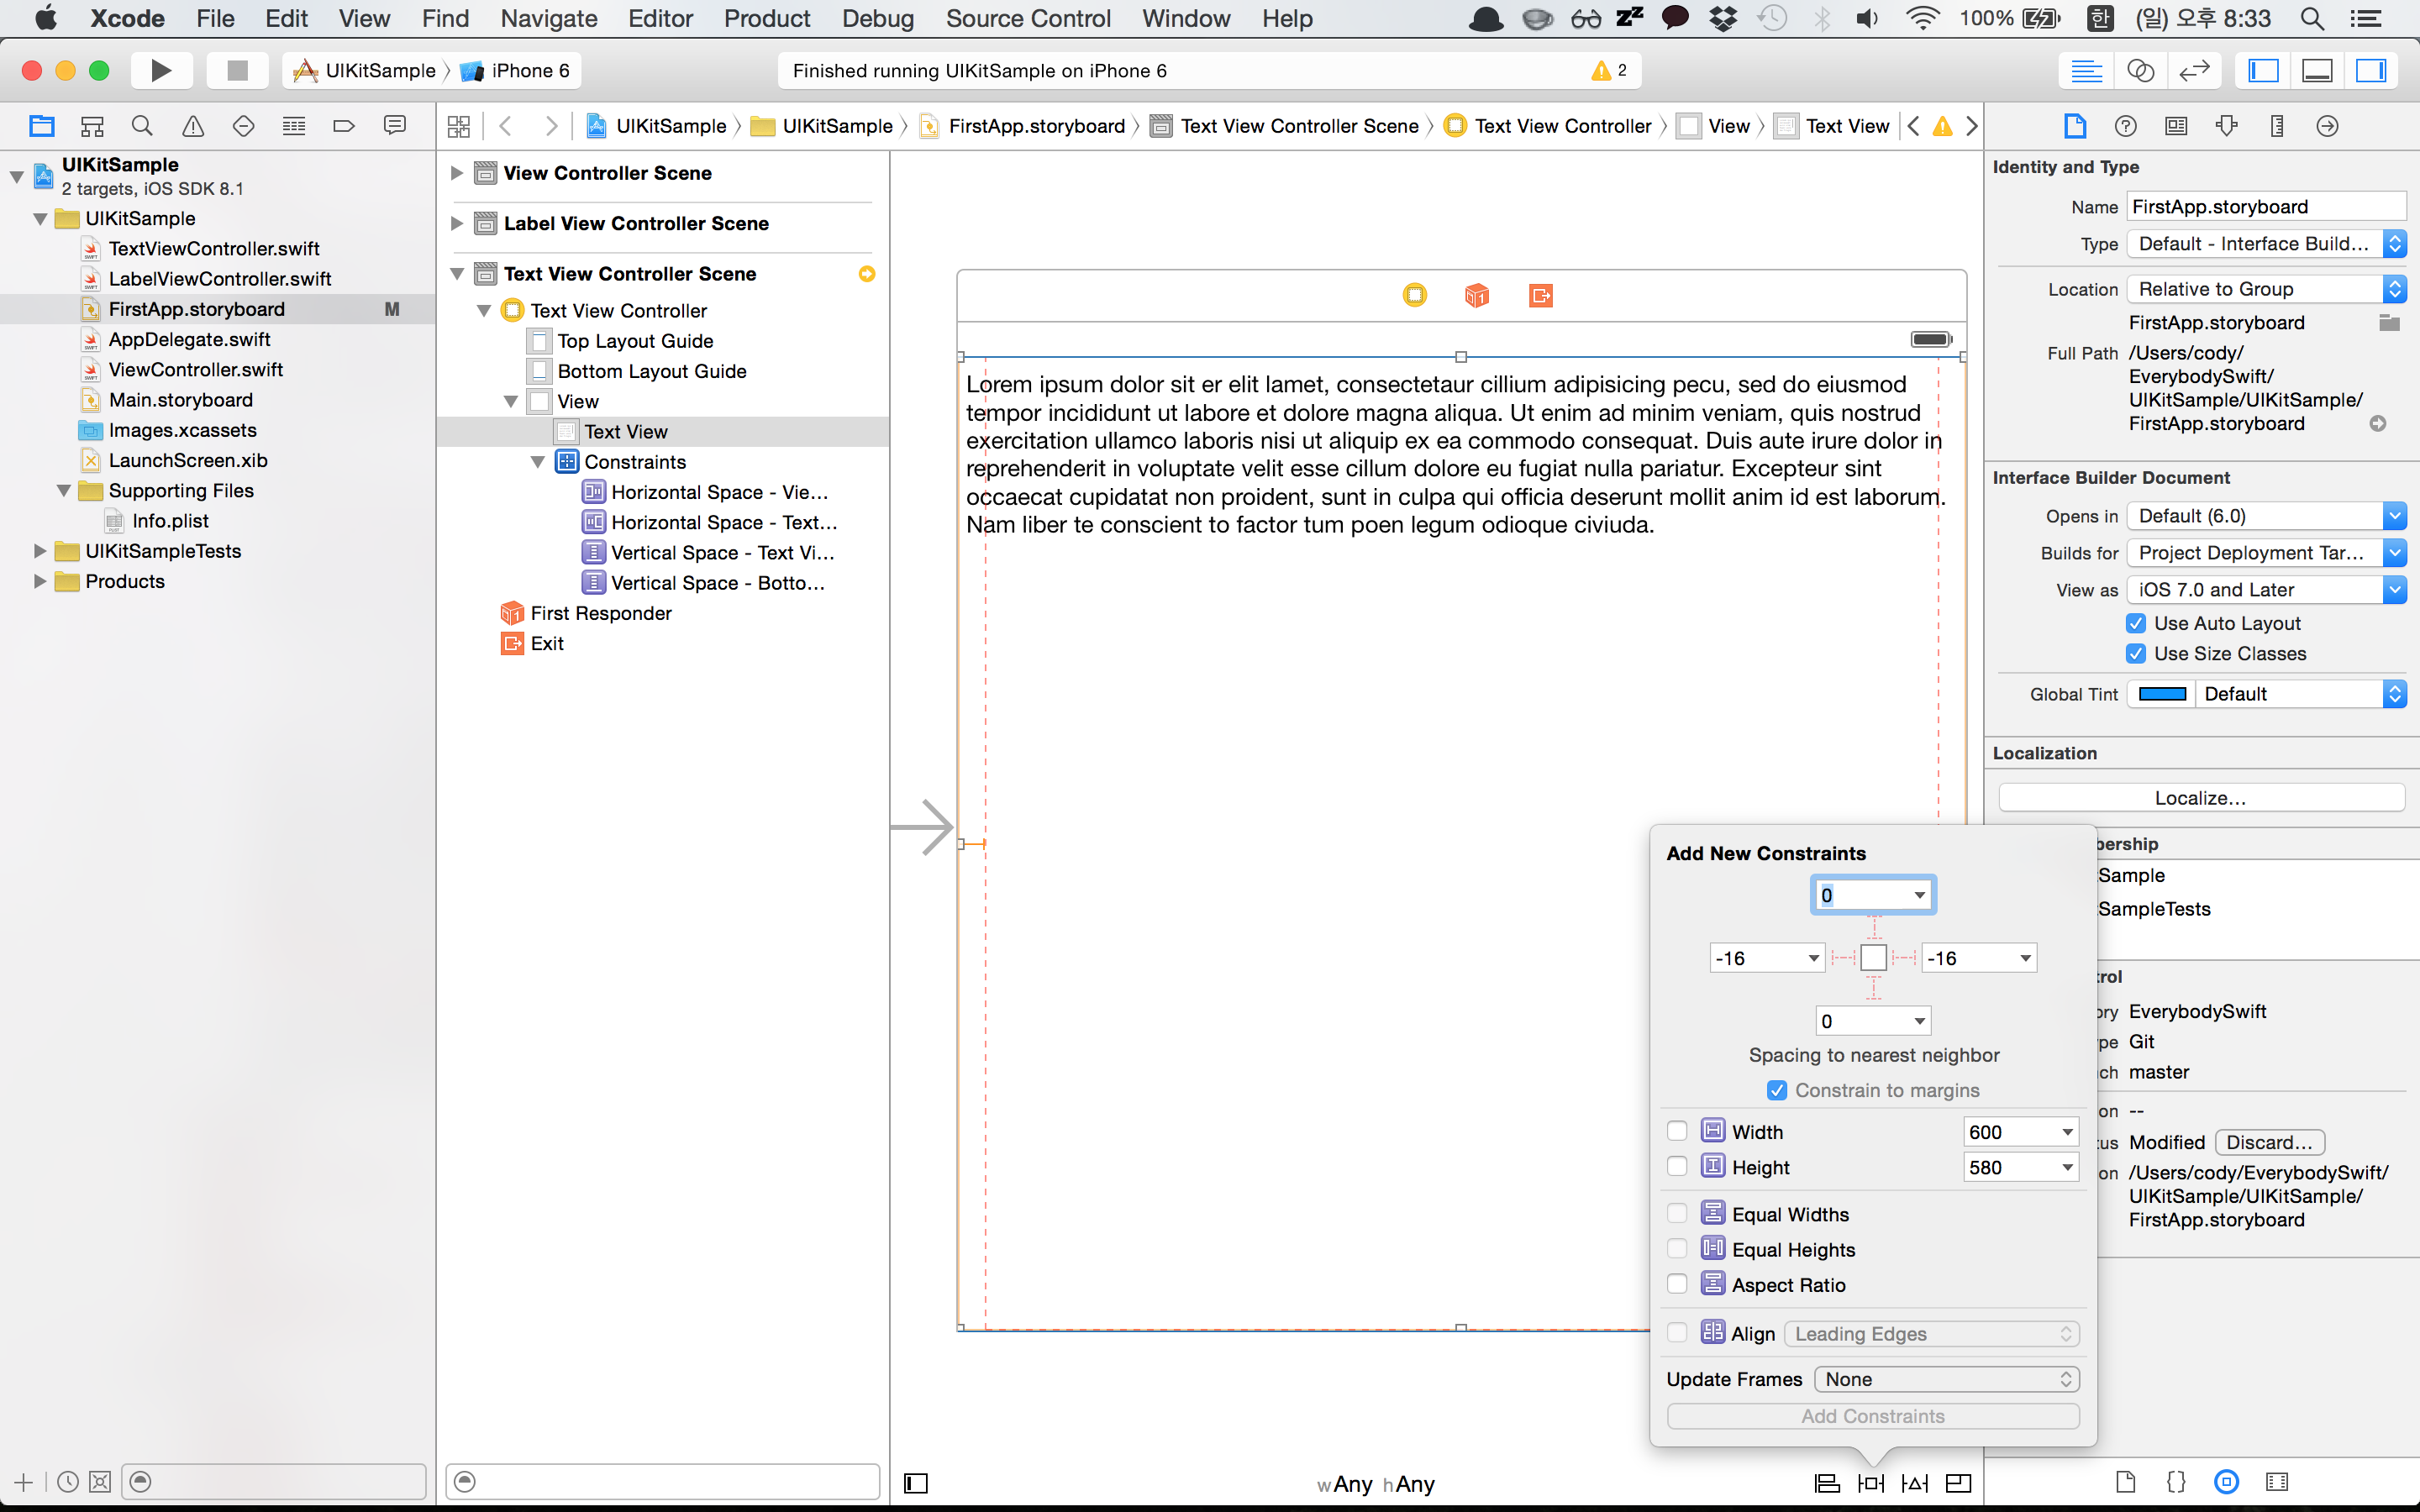 Xcode File Edit View Find Navigate Editor Product Debug Source Control Window Help 100% 한 (일) 오후 8:33
UIKitSample iPhone 6
Finished running UIKitSample on iPhone 6
2
UIKitSample
2 targets, iOS SDK 8.1
UIKitSample
TextViewController.swift
LabelViewController.swift
FirstApp.storyboard M
AppDelegate.swift
ViewController.swift
Main.storyboard
Images.xcassets
LaunchScreen.xib
Supporting Files
Info.plist
UIKitSampleTests
Products
UIKitSample UIKitSample FirstApp.storyboard Text View Controller Scene Text View Controller View Text View
View Controller Scene
Label View Controller Scene
Text View Controller Scene
Text View Controller
Top Layout Guide
Bottom Layout Guide
View
Text View
Constraints
Horizontal Space - Vie...
Horizontal Space - Text...
Vertical Space - Text Vi...
Vertical Space - Botto...
First Responder
Exit
Lorem ipsum dolor sit er elit lamet, consectetaur cillium adipisicing pecu, sed do eiusmod
tempor incididunt ut labore et dolore magna aliqua. Ut enim ad minim veniam, quis nostrud
exercitation ullamco laboris nisi ut aliquip ex ea commodo consequat. Duis aute irure dolor in
reprehenderit in voluptate velit esse cillum dolore eu fugiat nulla pariatur. Excepteur sint
occaecat cupidatat non proident, sunt in culpa qui officia deserunt mollit anim id est laborum.
Nam liber te conscient to factor tum poen legum odioque civiuda.
wAny hAny
Add New Constraints
0
-16 -16
0
Spacing to nearest neighbor
Constrain to margins
Width 600
Height 580
Equal Widths
Equal Heights
Aspect Ratio
Align Leading Edges
Update Frames None
Add Constraints
Identity and Type
Name FirstApp.storyboard
Type Default - Interface Build...
Location Relative to Group
FirstApp.storyboard
Full Path /Users/cody/
EverybodySwift/
UIKitSample/UIKitSample/
FirstApp.storyboard
Interface Builder Document
Opens in Default (6.0)
Builds for Project Deployment Tar...
View as iOS 7.0 and Later
Use Auto Layout
Use Size Classes
Global Tint Default
Localization
Localize...
bership
Sample
SampleTests
trol
ory EverybodySwift
pe Git
ch master
on --
tus Modified Discard...
on /Users/cody/EverybodySwift/
UIKitSample/UIKitSample/
FirstApp.storyboard